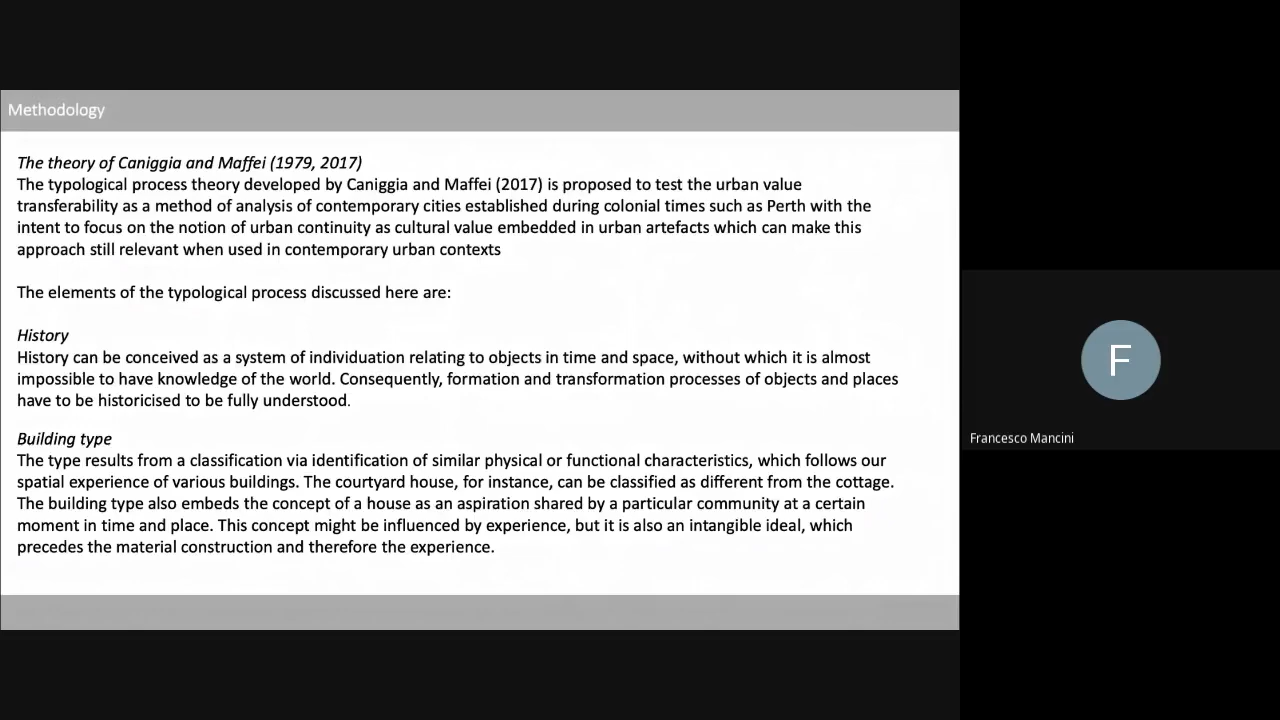 Methodology
The theory of Caniggia and Maffei (1979, 2017)
The typological process theory developed by Caniggia and Maffei (2017) is proposed to test the urban value
transferability as a method of analysis of contemporary cities established during colonial times such as Perth with the
intent to focus on the notion of urban continuity as cultural value embedded in urban artefacts which can make this
approach still relevant when used in contemporary urban contexts
The elements of the typological process discussed here are:
History
History can be conceived as a system of individuation relating to objects in time and space, without which it is almost
impossible to have knowledge of the world. Consequently, formation and transformation processes of objects and places
have to be historicised to be fully understood.
Building type
The type results from a classification via identification of similar physical or functional characteristics, which follows our
spatial experience of various buildings. The courtyard house, for instance, can be classified as different from the cottage.
The building type also embeds the concept of a house as an aspiration shared by a particular community at a certain
moment in time and place. This concept might be influenced by experience, but it is also an intangible ideal, which
precedes the material construction and therefore the experience.
F
Francesco Mancini